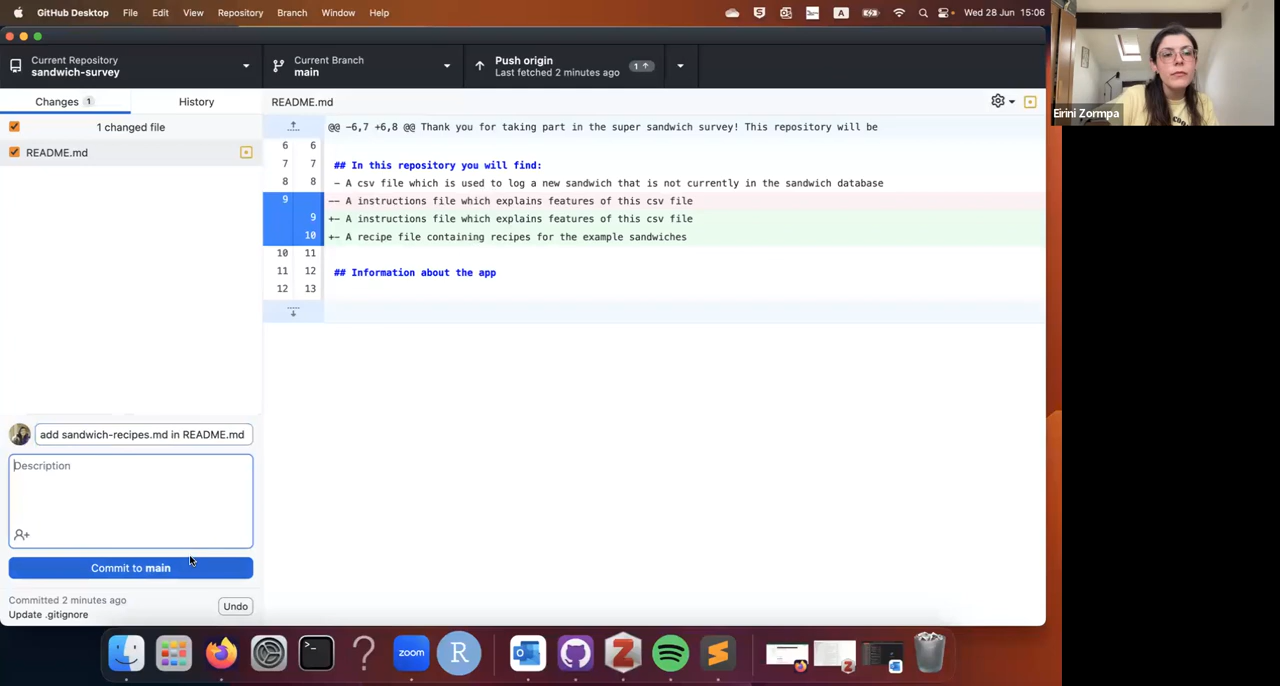 GitHub Desktop File Edit View Repository Branch Window Help
A Wed 28 Jun 15:06
Current Repository
sandwich-survey
Current Branch
main
Push origin
Last fetched 2 minutes ago
1
Changes 1
History
README.md
1 changed file
README.md
@@ -6,7 +6,8 @@ Thank you for taking part in the super sandwich survey! This repository will be
6 6
7 7 ## In this repository you will find:
8 8 - A csv file which is used to log a new sandwich that is not currently in the sandwich database
9 -- A instructions file which explains features of this csv file
9 +- A instructions file which explains features of this csv file
10 +- A recipe file containing recipes for the example sandwiches
10 11
11 12 ## Information about the app
12 13
add sandwich-recipes.md in README.md
Description
Commit to main
Committed 2 minutes ago
Update .gitignore
Undo
zoom
R
Eirini Zormpa